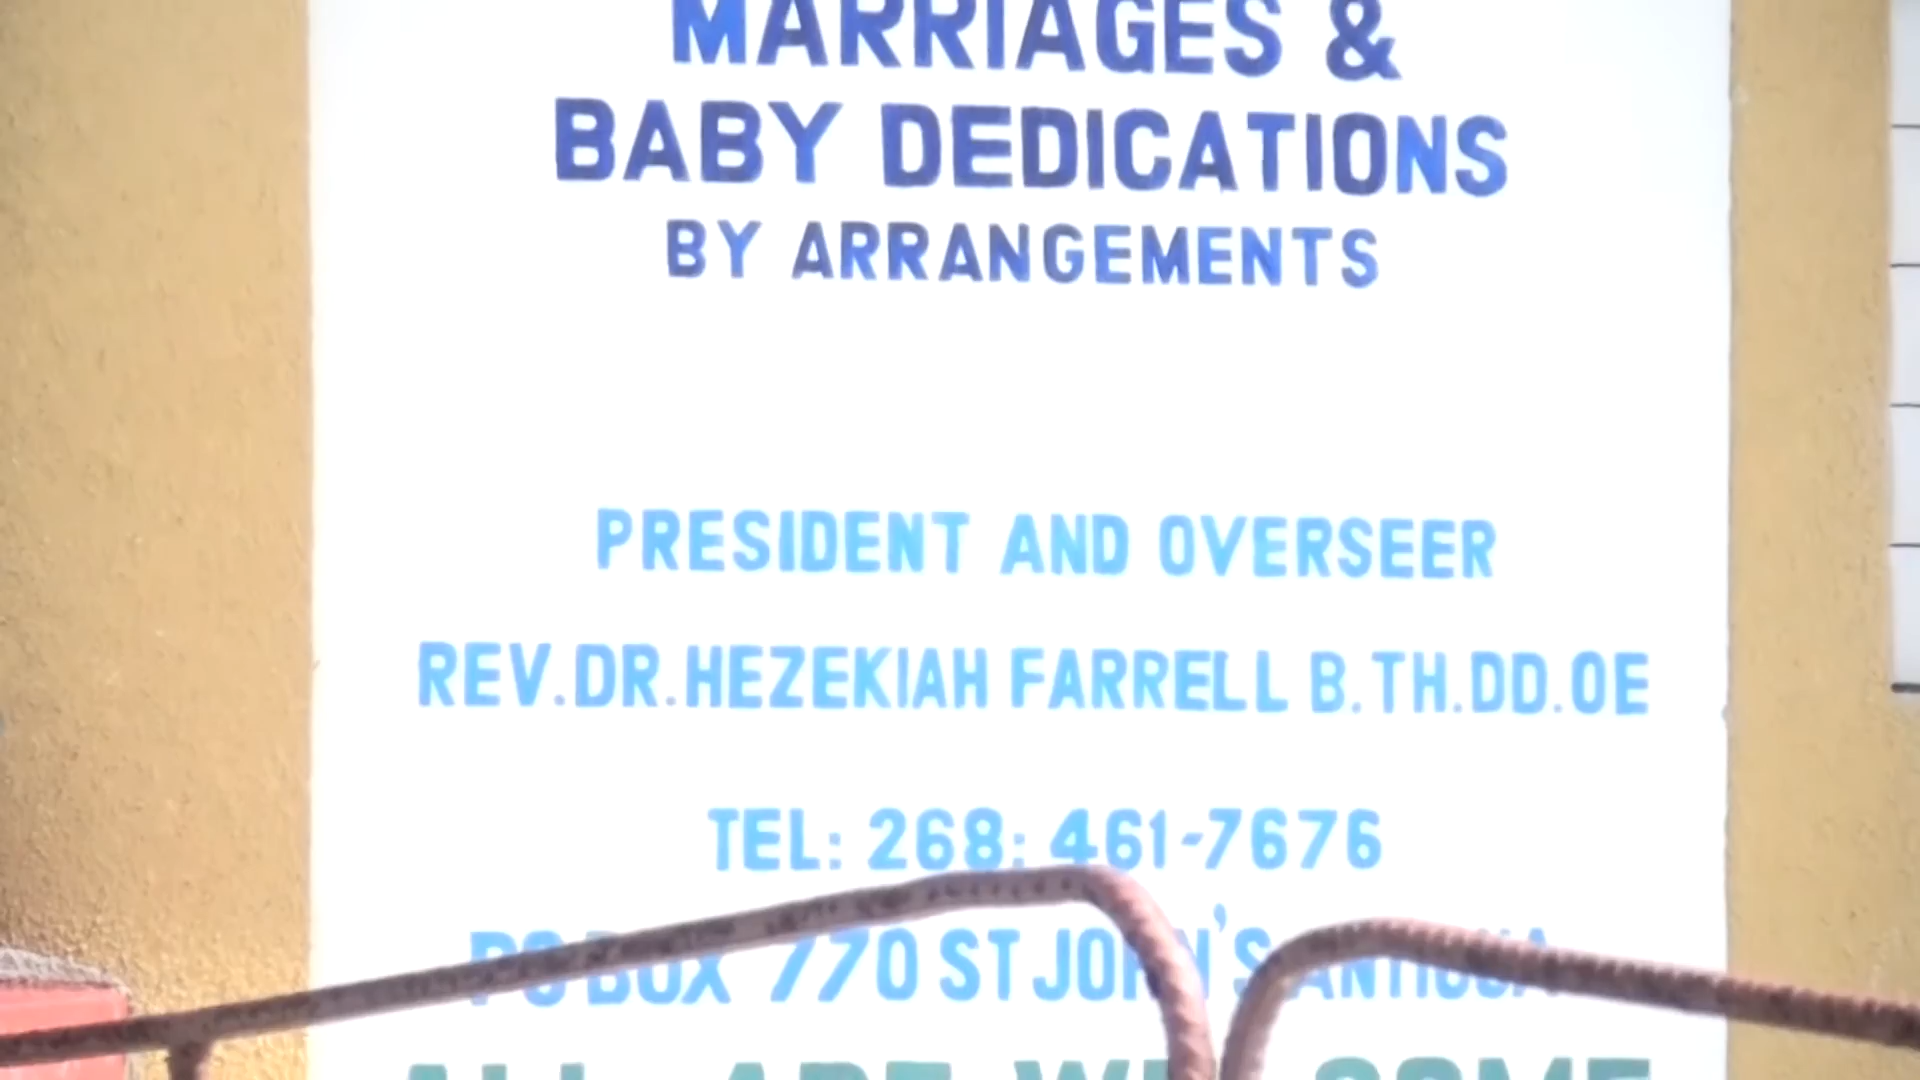 MARRIAGES &
BABY DEDICATIONS
BY ARRANGEMENTS
PRESIDENT AND OVERSEER
REV.DR.HEZEKIAH FARRELL B.TH.DD.OE
TEL: 268: 461-7676
PO BOX 770 ST JOHN'S ANTIGUA
ALL ARE WELCOME